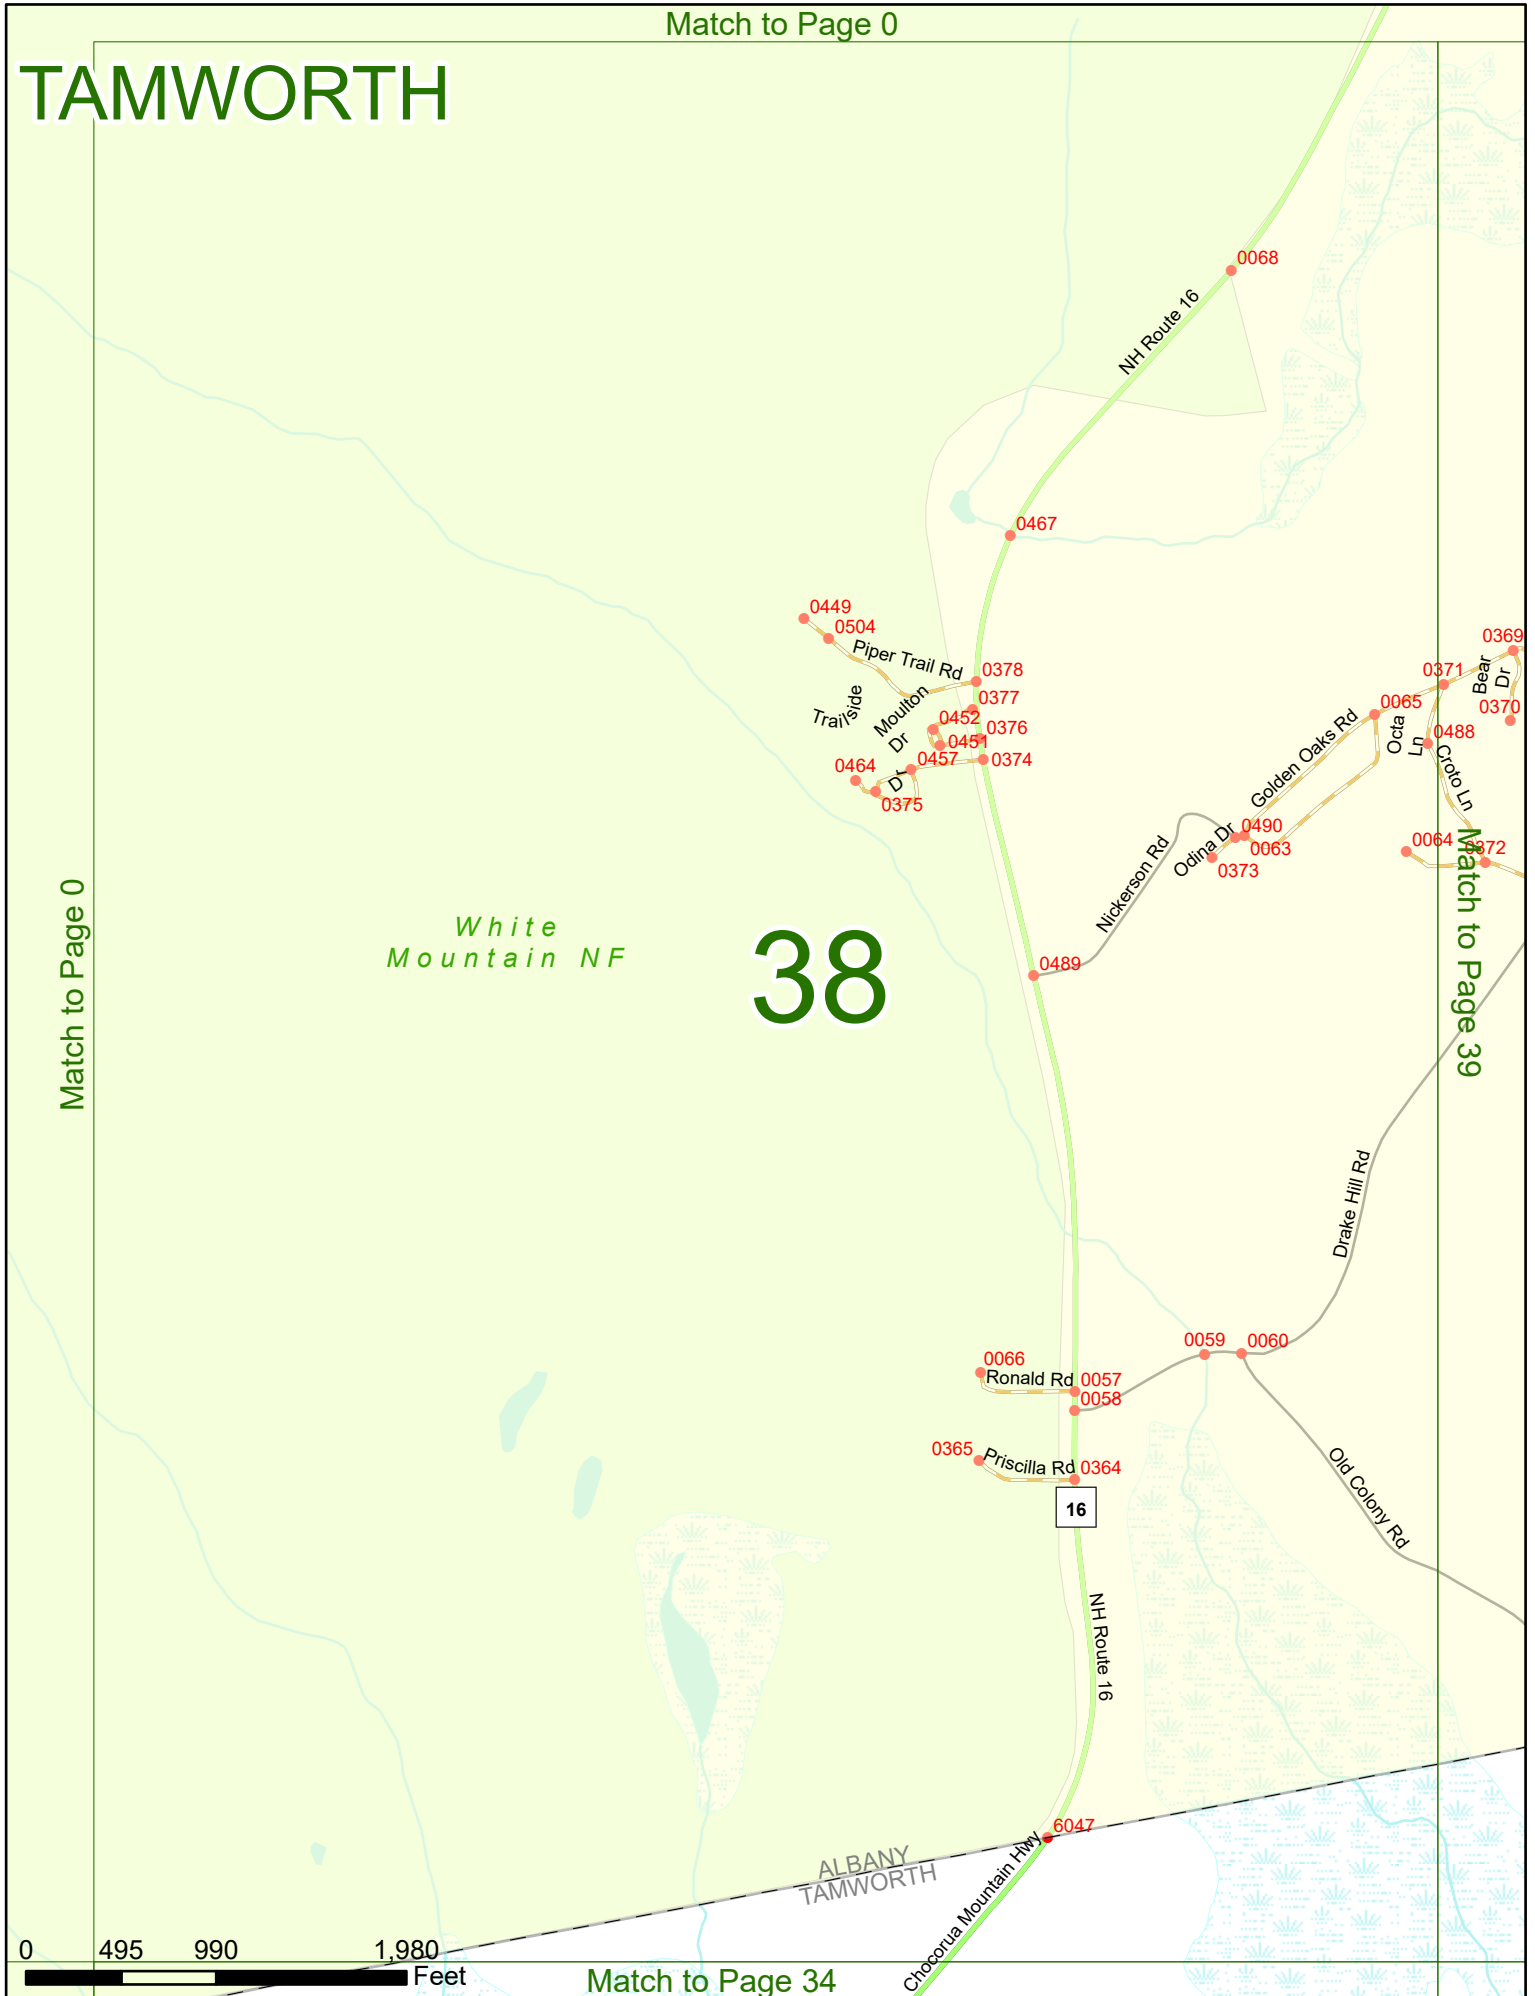 Match to Page 0
TAMWORTH
0068
NH Route 16
0467
0449
0504
Piper Trail Rd
0378
0369
0371
Bear
Dr
Trailside
Moulton
Dr
0377
0452
0376
0065
0370
Octa
Ln
0488
0451
0374
0464
0457
Dr
0375
Golden Oaks Rd
Croto Ln
Odina Dr
0490
0063
0373
0064
0372
Nickerson Rd
Match to Page 0
White
Mountain NF
38
0489
Match to Page 39
Drake Hill Rd
0059
0060
0066
Ronald Rd
0057
0058
0365
Priscilla Rd
0364
16
Old Colony Rd
NH Route 16
6047
ALBANY
TAMWORTH
Chocorua Mountain Hwy
0 495 990 1,980
Feet
Match to Page 34